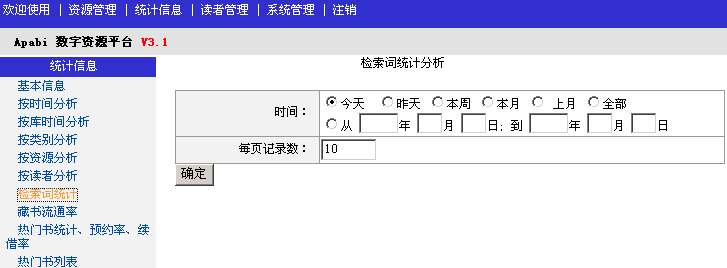 欢迎使用 | 资源管理 | 统计信息 | 读者管理 | 系统管理 | 注销
Apabi 数字资源平台 V3.1
统计信息
基本信息
按时间分析
按库时间分析
按类别分析
按资源分析
按读者分析
检索词统计
藏书流通率
热门书统计、预约率、续
借率
热门书列表
检索词统计分析
时间： 今天 昨天 本周 本月 上月 全部
从 年 月 日; 到 年 月 日
每页记录数： 10
确定